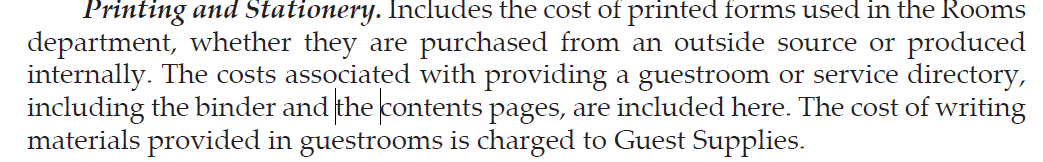 Printing and Stationery. Includes the cost of printed forms used in the Rooms
department, whether they are purchased from an outside source or produced
internally. The costs associated with providing a guestroom or service directory,
including the binder and the contents pages, are included here. The cost of writing
materials provided in guestrooms is charged to Guest Supplies.